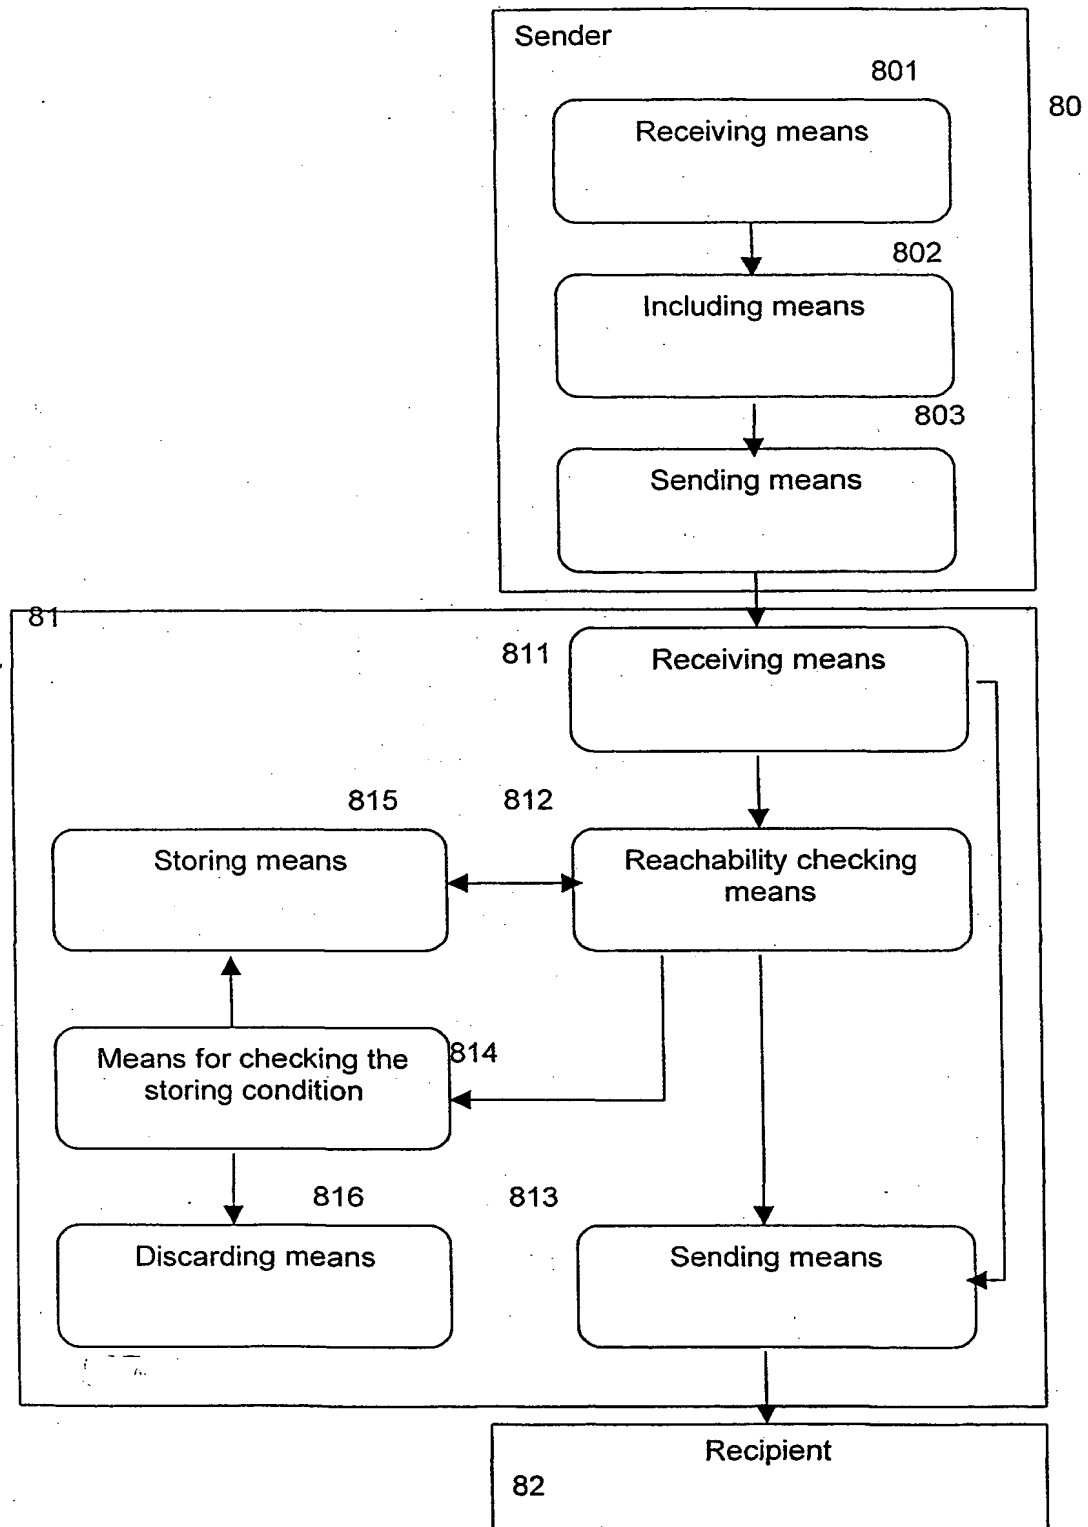 Sender
801
80
Receiving means
802
Including means
803
Sending means
81
811
Receiving means
815
812
Storing means
Reachability checking
means
Means for checking the
storing condition
814
816
813
Discarding means
Sending means
Recipient
82